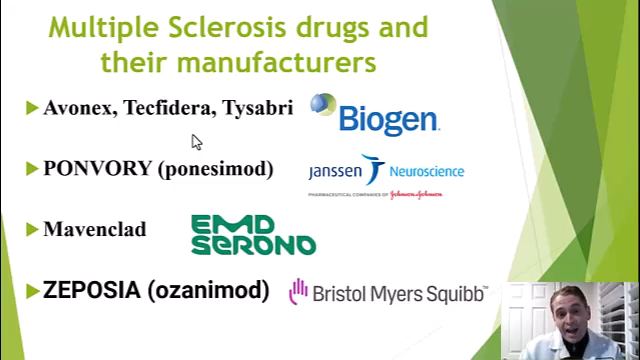 Multiple Sclerosis drugs and
their manufacturers
Avonex, Tecfidera, Tysabri
Biogen.
PONVORY (ponesimod)
janssen Neuroscience
PHARMACEUTICAL COMPANIES OF Johnson & Johnson
Mavenclad
EMD
SERONO
ZEPOSIA (ozanimod)
Bristol Myers Squibb™